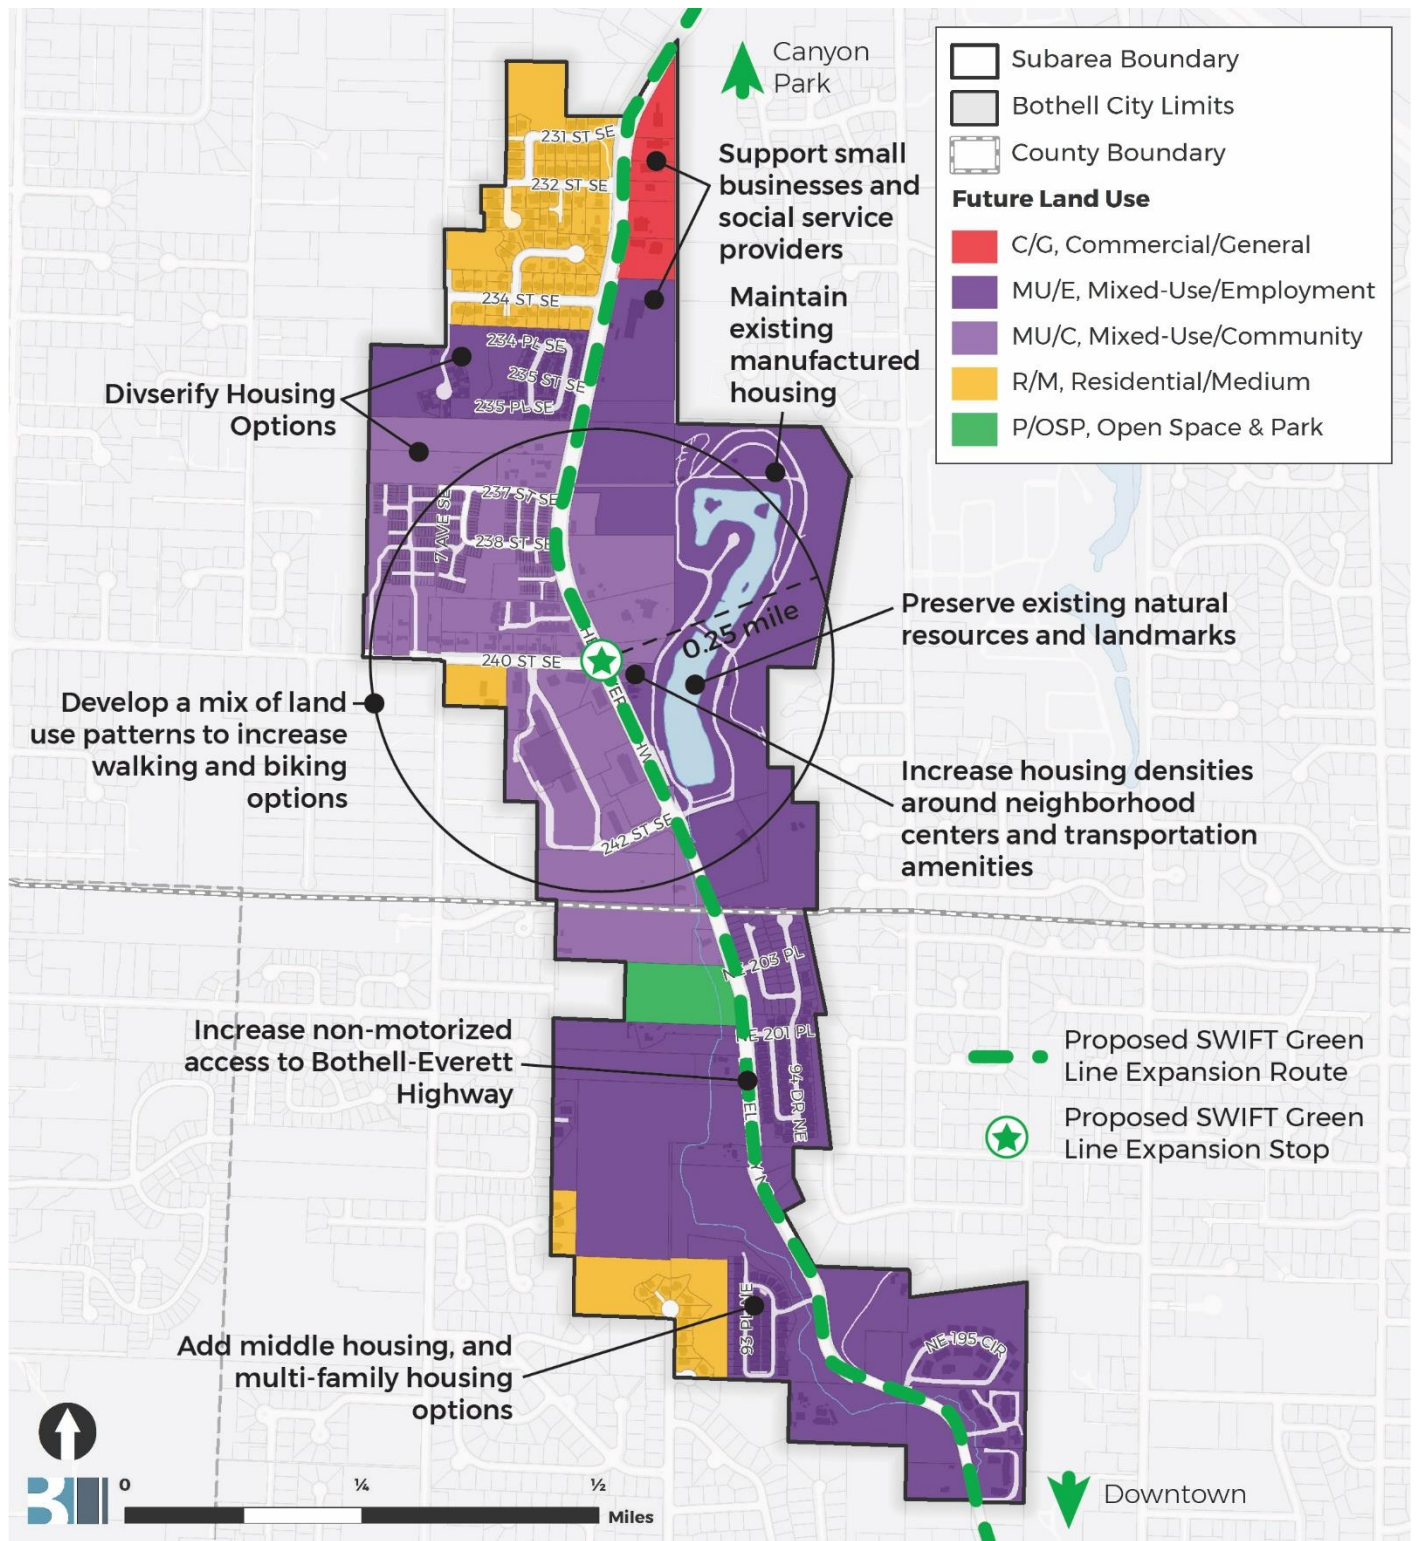 Canyon
Park
Subarea Boundary
Bothell City Limits
County Boundary
Future Land Use
C/G, Commercial/General
MU/E, Mixed-Use/Employment
MU/C, Mixed-Use/Community
R/M, Residential/Medium
P/OSP, Open Space & Park
231 ST SE
232 ST SE
234 ST SE
234 PL SE
235 ST SE
235 PL SE
Support small
businesses and
social service
providers
Maintain
existing
manufactured
housing
Divserify Housing
Options
237 ST SE
7 AVE SE
238 ST SE
240 ST SE
0.25 mile
Preserve existing natural
resources and landmarks
Develop a mix of land
use patterns to increase
walking and biking
options
Increase housing densities
around neighborhood
centers and transportation
amenities
242 ST SE
NE 203 PL
NE 201 PL
94 DR NE
Increase non-motorized
access to Bothell-Everett
Highway
Proposed SWIFT Green
Line Expansion Route
Proposed SWIFT Green
Line Expansion Stop
93 PL NE
NE 195 CIR
Add middle housing, and
multi-family housing
options
0 ¼ ½
Miles
Downtown